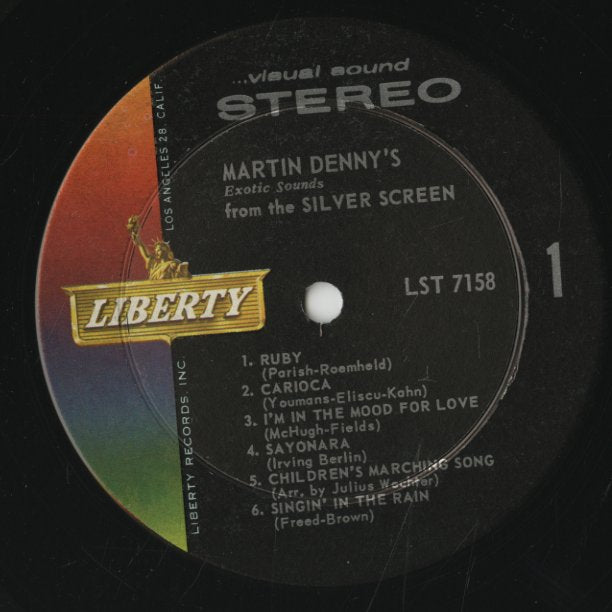 ...visual sound
STEREO
MARTIN DENNY'S
Exotic Sounds
from the SILVER SCREEN
LOS ANGELES 28, CALIF.
LIBERTY
LST 7158
1
1. RUBY
(Parish-Roemheld)
2. CARIOCA
(Youmans-Eliscu-Kahn)
3. I'M IN THE MOOD FOR LOVE
(McHugh-Fields)
4. SAYONARA
(Irving Berlin)
5. CHILDREN'S MARCHING SONG
(Arr. by Julius Wechter)
6. SINGIN' IN THE RAIN
(Freed-Brown)
LIBERTY RECORDS, INC.